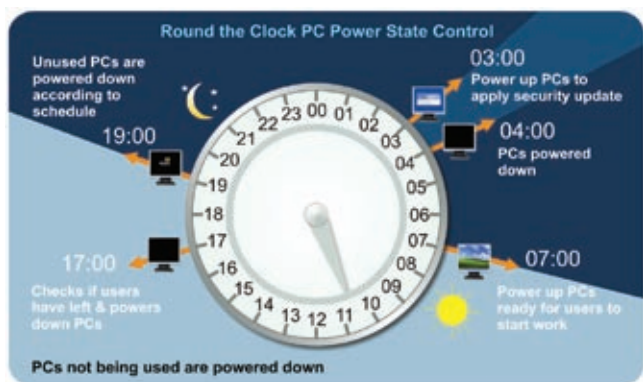 Round the Clock PC Power State Control
Unused PCs are
powered down
according to
schedule
19:00
03:00
Power up PCs to
apply security update
04:00
PCs powered
down
00
01
02
03
04
05
06
07
08
09
10
11
12
13
14
15
16
17
18
19
20
21
22
23
17:00
Checks if users
have left & powers
down PCs
07:00
Power up PCs
ready for users to
start work
PCs not being used are powered down